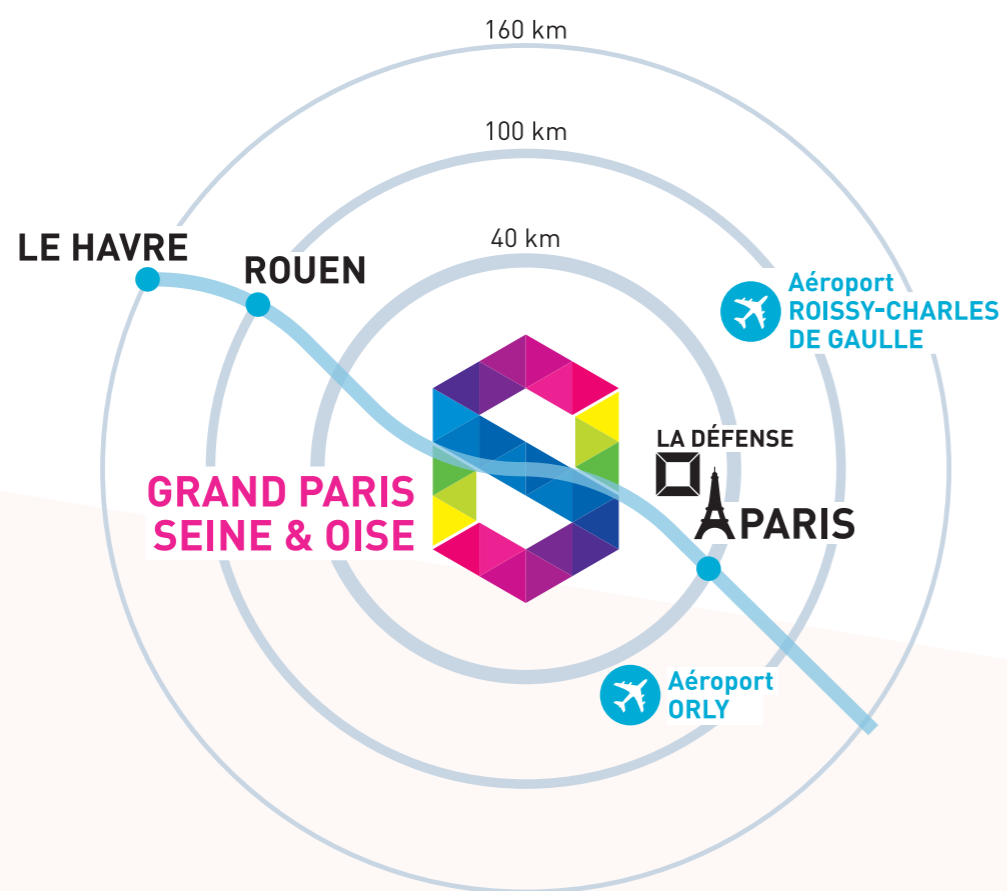 160 km
100 km
40 km
LE HAVRE
ROUEN
Aéroport
ROISSY-CHARLES
DE GAULLE
LA DÉFENSE
PARIS
GRAND PARIS
SEINE & OISE
Aéroport
ORLY